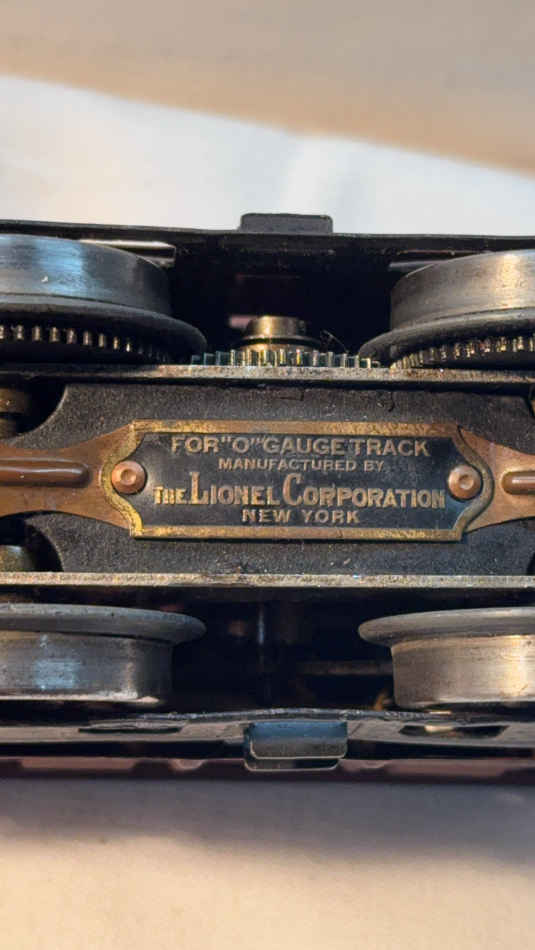 FOR "O" GAUGE TRACK
MANUFACTURED BY
THE LIONEL CORPORATION
NEW YORK